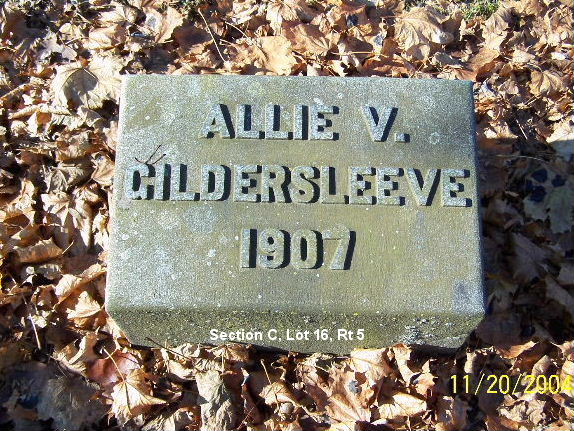 ALLIE V.
GILDERSLEEVE
1907
Section C, Lot 16, Rt 5
11/20/2004